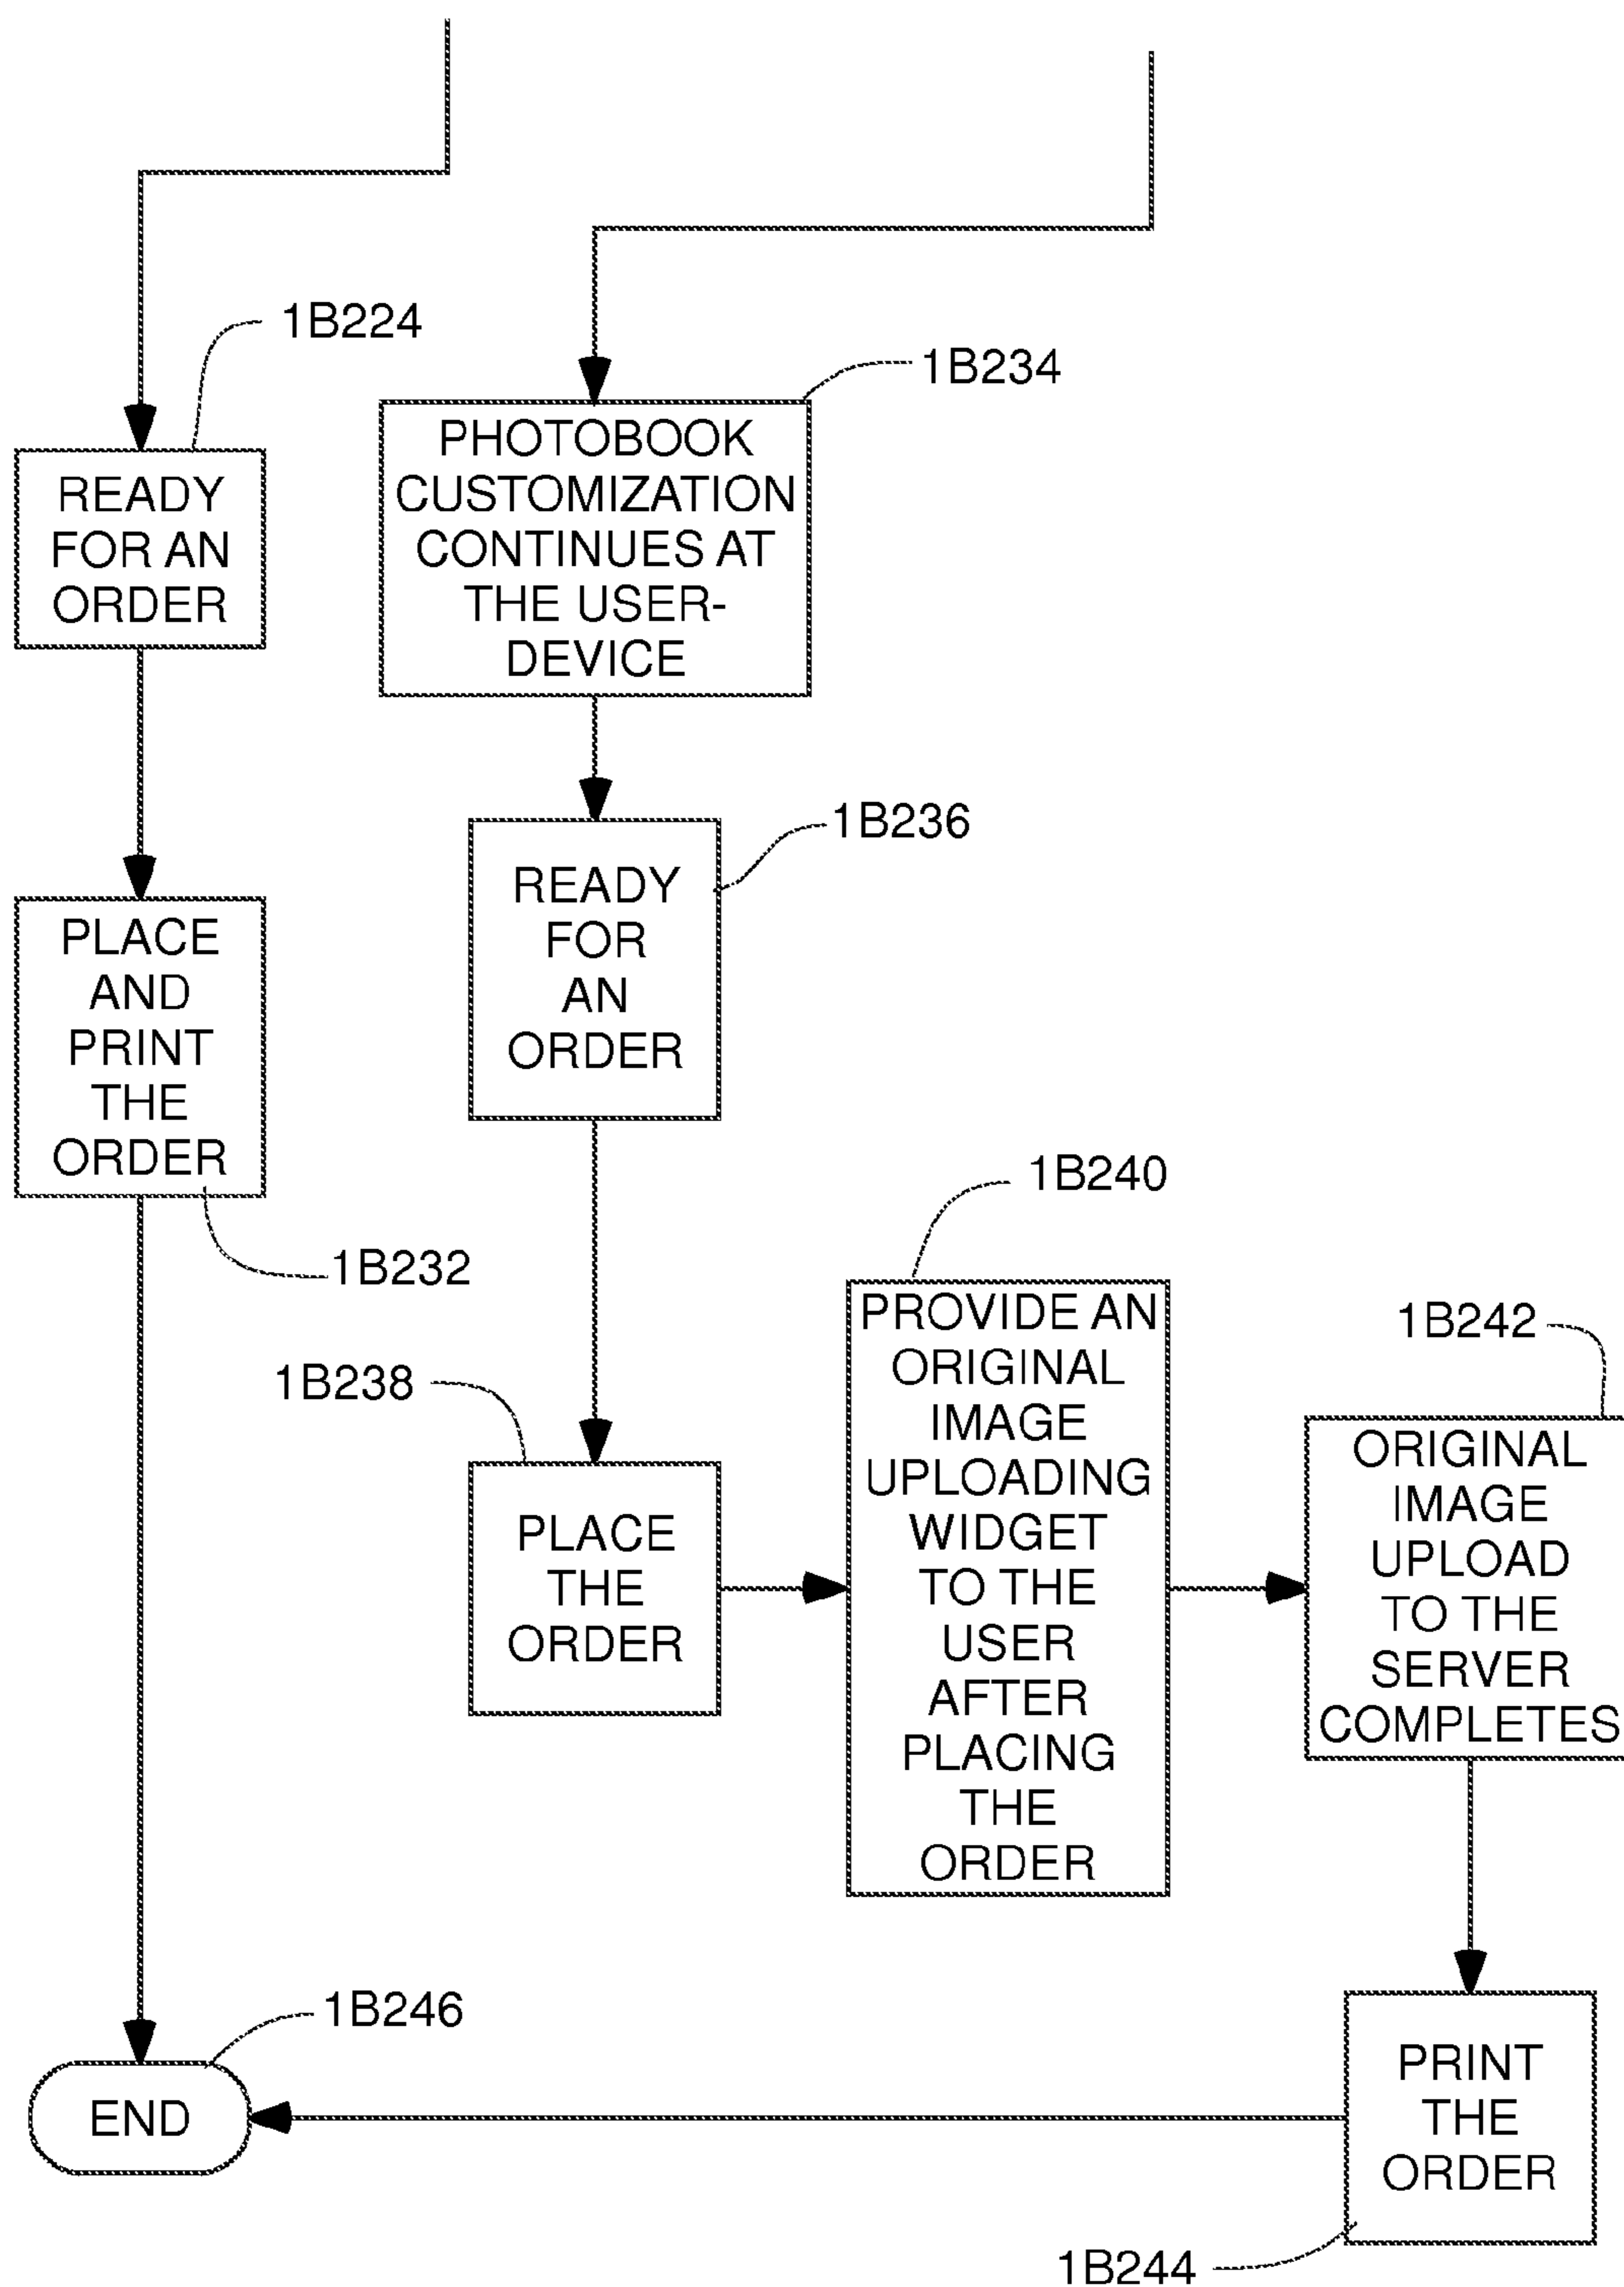 1B224
READY
FOR AN
ORDER
1B234
PHOTOBOOK
CUSTOMIZATION
CONTINUES AT
THE USER-
DEVICE
1B236
READY
FOR
AN
ORDER
PLACE
AND
PRINT
THE
ORDER
1B232
1B238
PLACE
THE
ORDER
1B240
PROVIDE AN
ORIGINAL
IMAGE
UPLOADING
WIDGET
TO THE
USER
AFTER
PLACING
THE
ORDER
1B242
ORIGINAL
IMAGE
UPLOAD
TO THE
SERVER
COMPLETES
1B246
END
PRINT
THE
ORDER
1B244